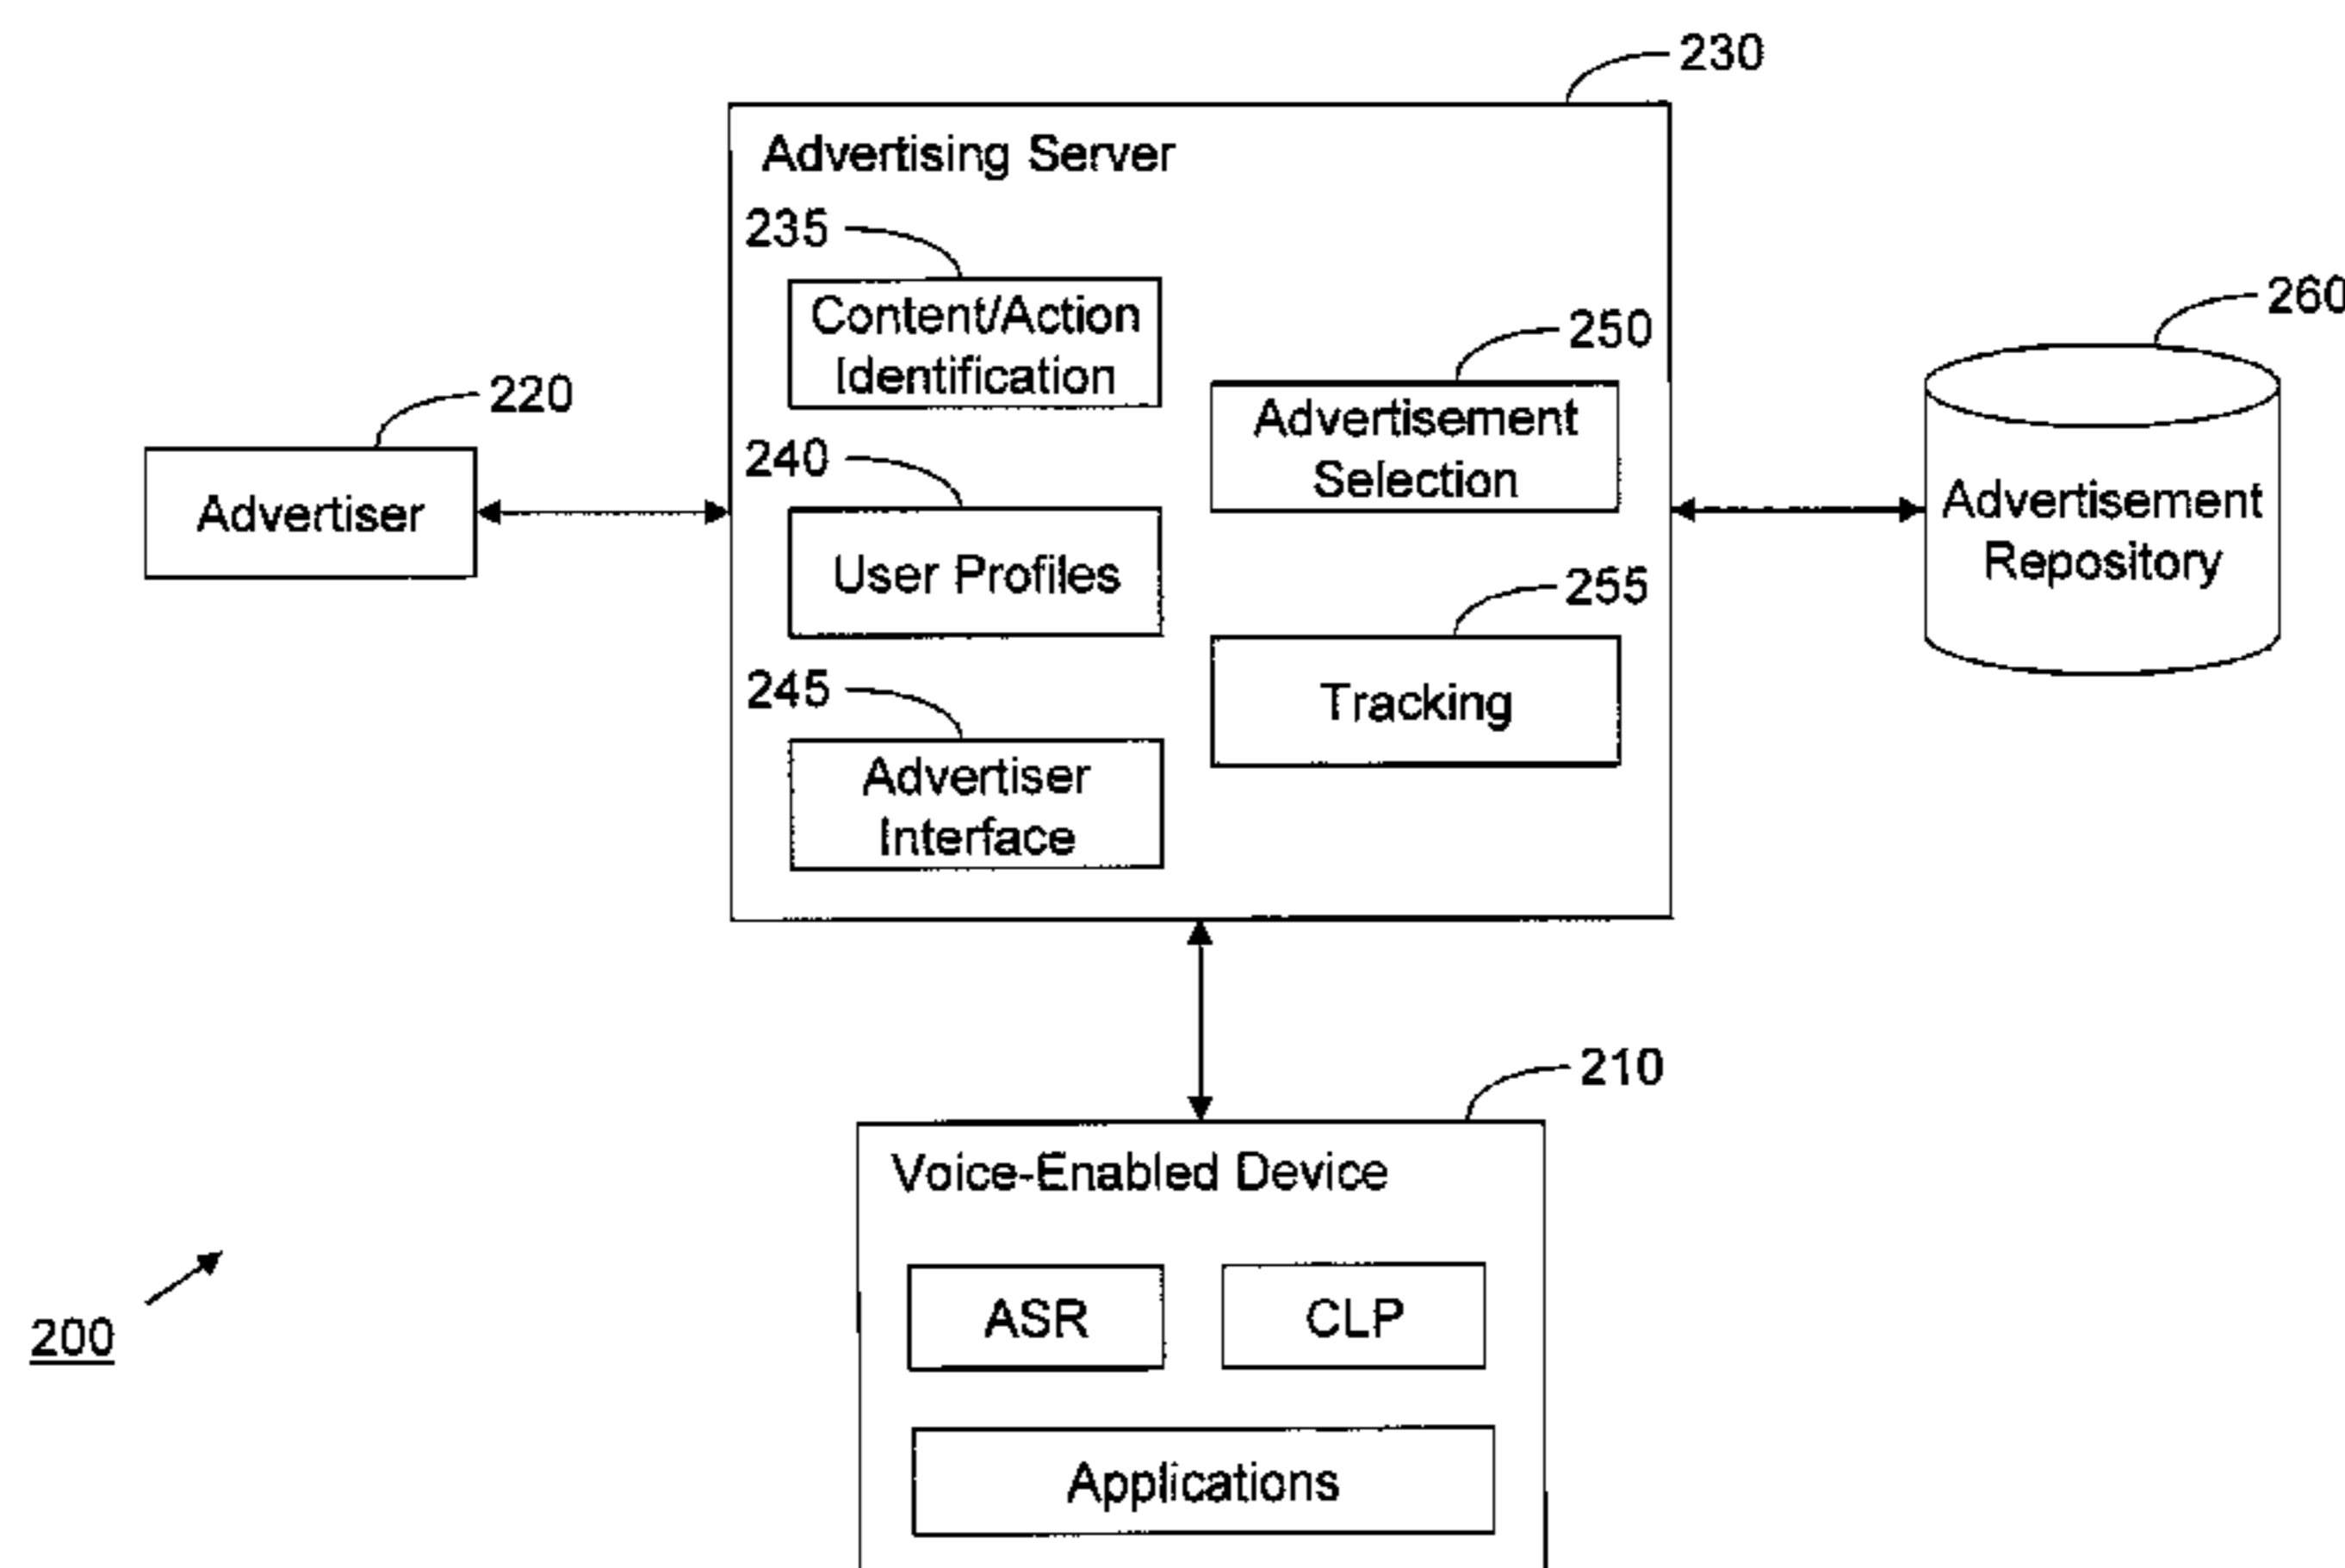 230
Advertising Server
235
Content/Action
Identification
250
Advertisement
Selection
260
Advertisement
Repository
220
Advertiser
240
User Profiles
255
Tracking
245
Advertiser
Interface
210
Voice-Enabled Device
ASR
CLP
Applications
200